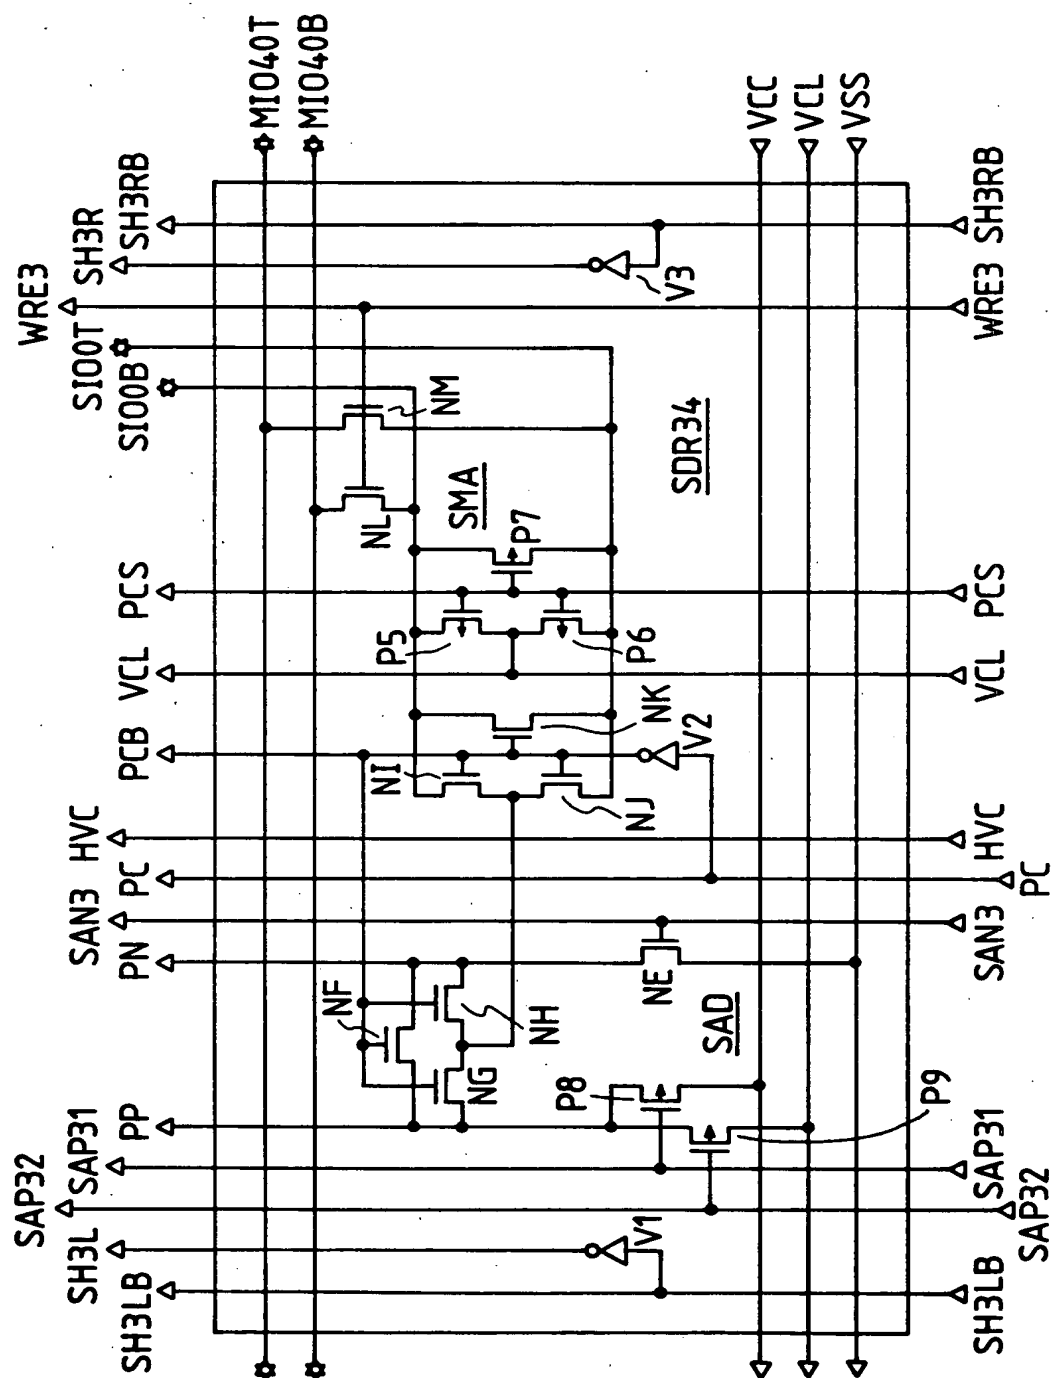 SAP32
WRE3
SH3L
SAN3
HVC
SIO0T
SH3R
SH3LB
SAP31
PP
PN
PC
PCB
VCL
PCS
SIO0B
SH3RB
MIO40T
MIO40B
NF
NI
P5
NL
NM
NG
NH
SMA
P7
P8
NJ
NK
P6
V1
NE
V2
V3
SAD
SDR34
VCC
VCL
VSS
P9
SH3LB
SAP31
SAN3
HVC
VCL
PCS
WRE3
SH3RB
SAP32
PC